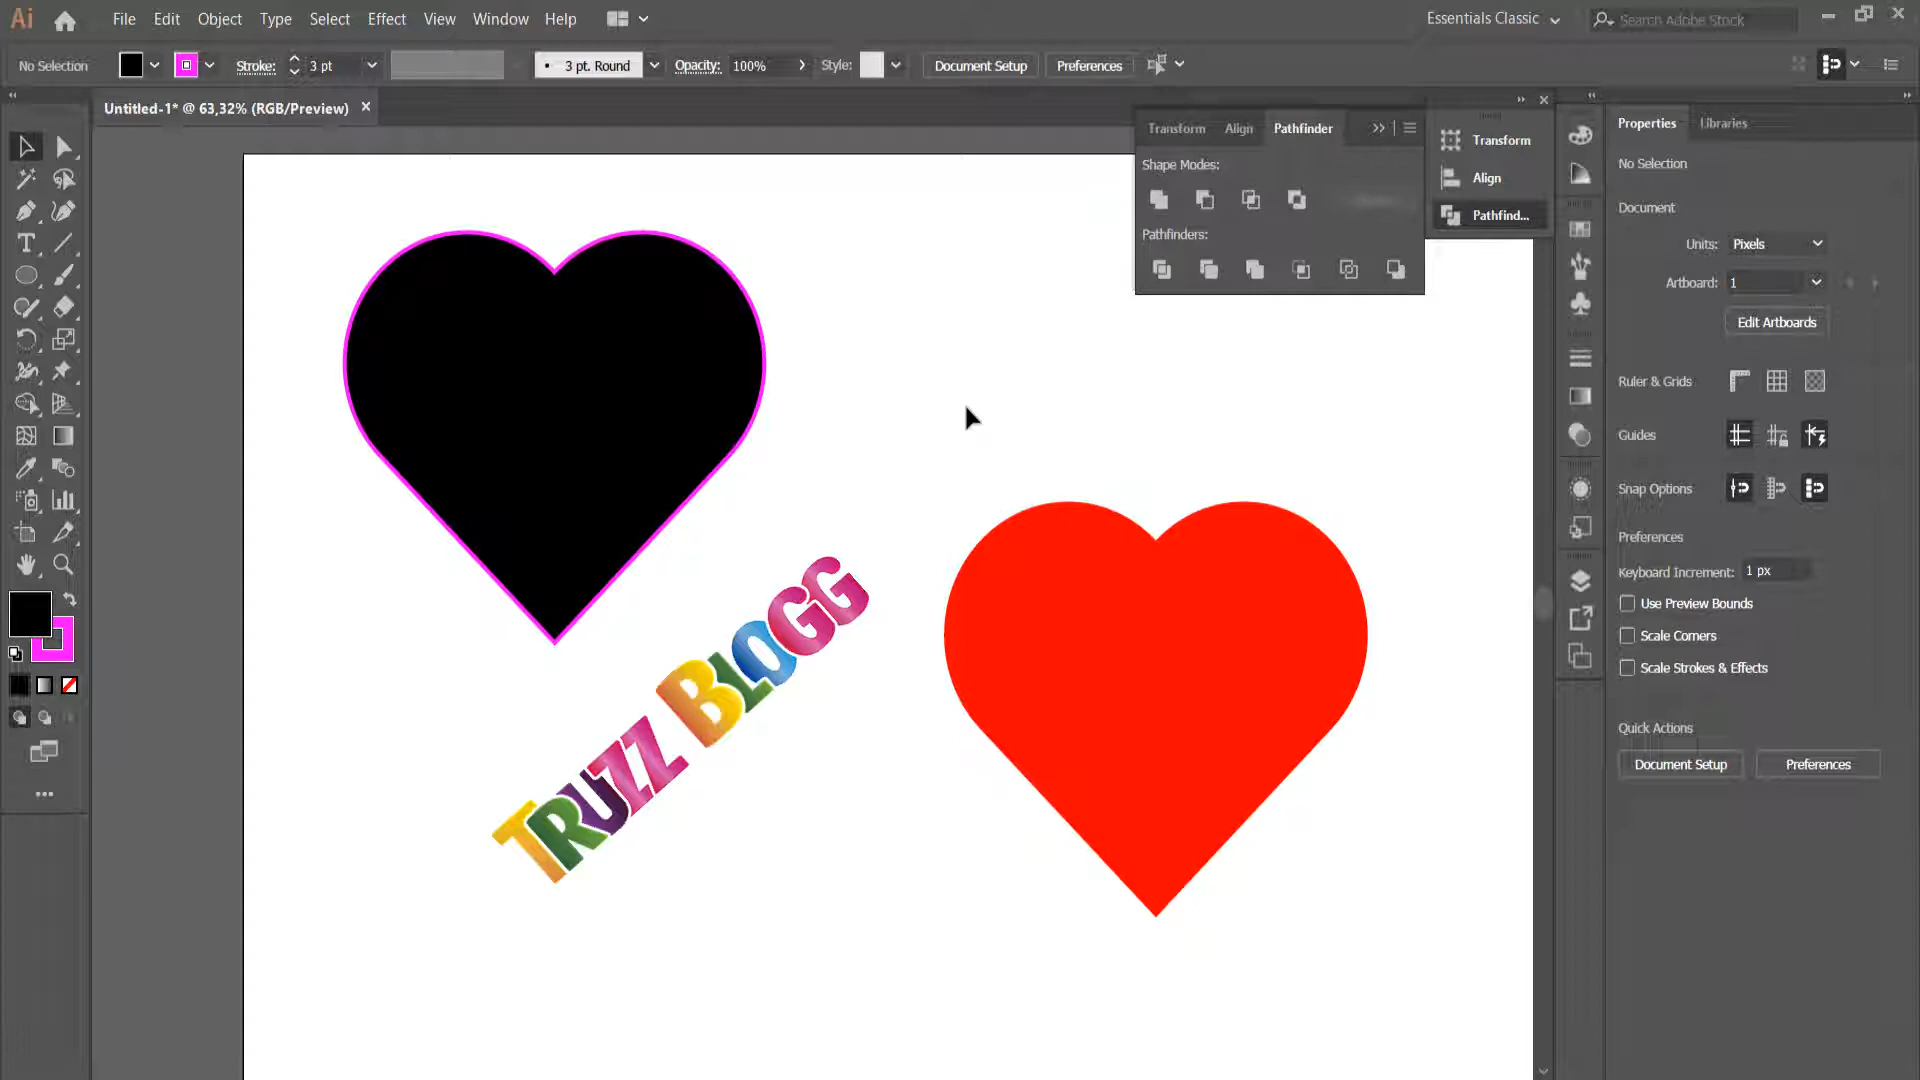 Ai File Edit Object Type Select Effect View Window Help Essentials Classic Search Adobe Stock
No Selection Stroke: 3 pt 3 pt. Round Opacity: 100% Style: Document Setup Preferences
Untitled-1* @ 63,32% (RGB/Preview)
Transform Align Pathfinder
Shape Modes:
Pathfinders:
Transform
Align
Pathfind...
Properties Libraries
No Selection
Document
Units: Pixels
Artboard: 1
Edit Artboards
Ruler & Grids
Guides
Snap Options
Preferences
Keyboard Increment: 1 px
Use Preview Bounds
Scale Corners
Scale Strokes & Effects
Quick Actions
Document Setup Preferences
TRUZZ BLOGG